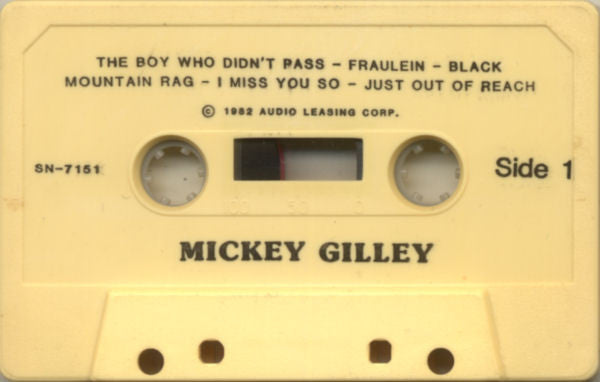 THE BOY WHO DIDN'T PASS – FRAULEIN – BLACK
MOUNTAIN RAG – I MISS YOU SO – JUST OUT OF REACH
© 1982 AUDIO LEASING CORP.
SN-7151
Side 1
100 50 0
MICKEY GILLEY